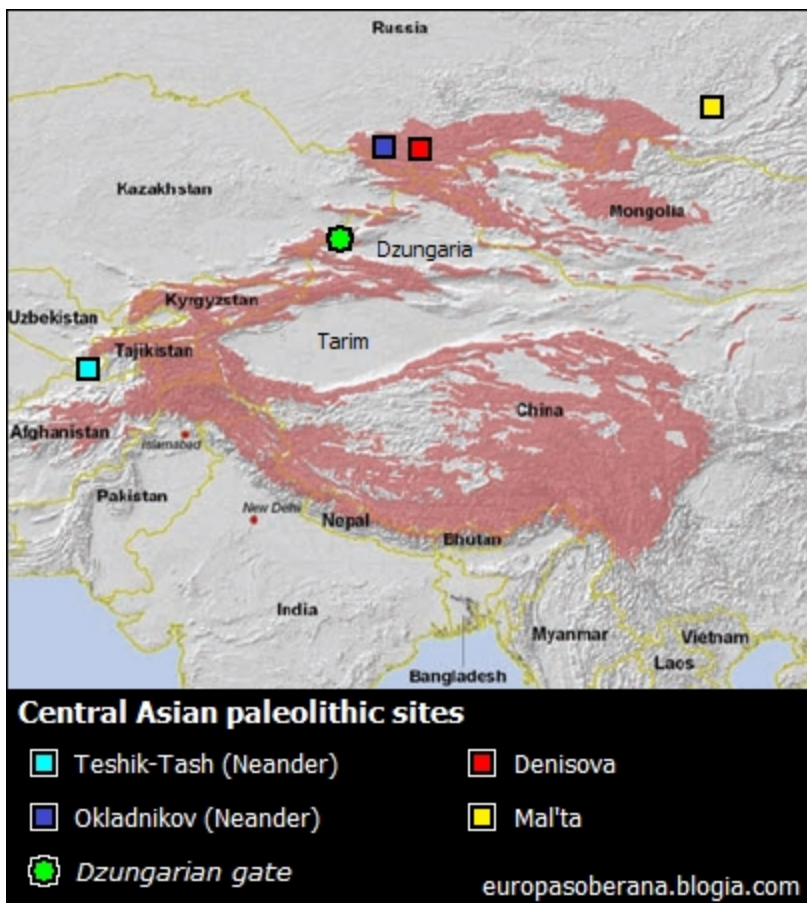 Russia
Kazakhstan
Mongolia
Dzungaria
Kyrgyzstan
Uzbekistan
Tarim
Tajikistan
China
Afghanistan
Islamabad
Pakistan
New Delhi
Nepal
Bhutan
India
Myanmar
Vietnam
Laos
Bangladesh
Central Asian paleolithic sites
Teshik-Tash (Neander)
Denisova
Okladnikov (Neander)
Mal'ta
Dzungarian gate
europasoberana.blogia.com